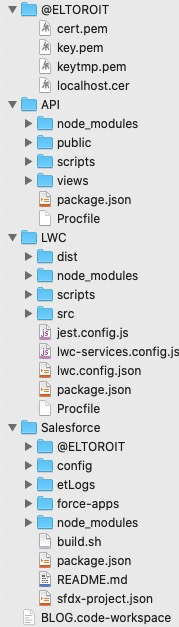 @ELTOROIT
cert.pem
key.pem
keytmp.pem
localhost.cer
API
node_modules
public
scripts
views
package.json
Procfile
LWC
dist
node_modules
scripts
src
jest.config.js
lwc-services.config.js
lwc.config.json
package.json
Procfile
Salesforce
@ELTOROIT
config
etLogs
force-apps
node_modules
build.sh
package.json
README.md
sfdx-project.json
BLOG.code-workspace